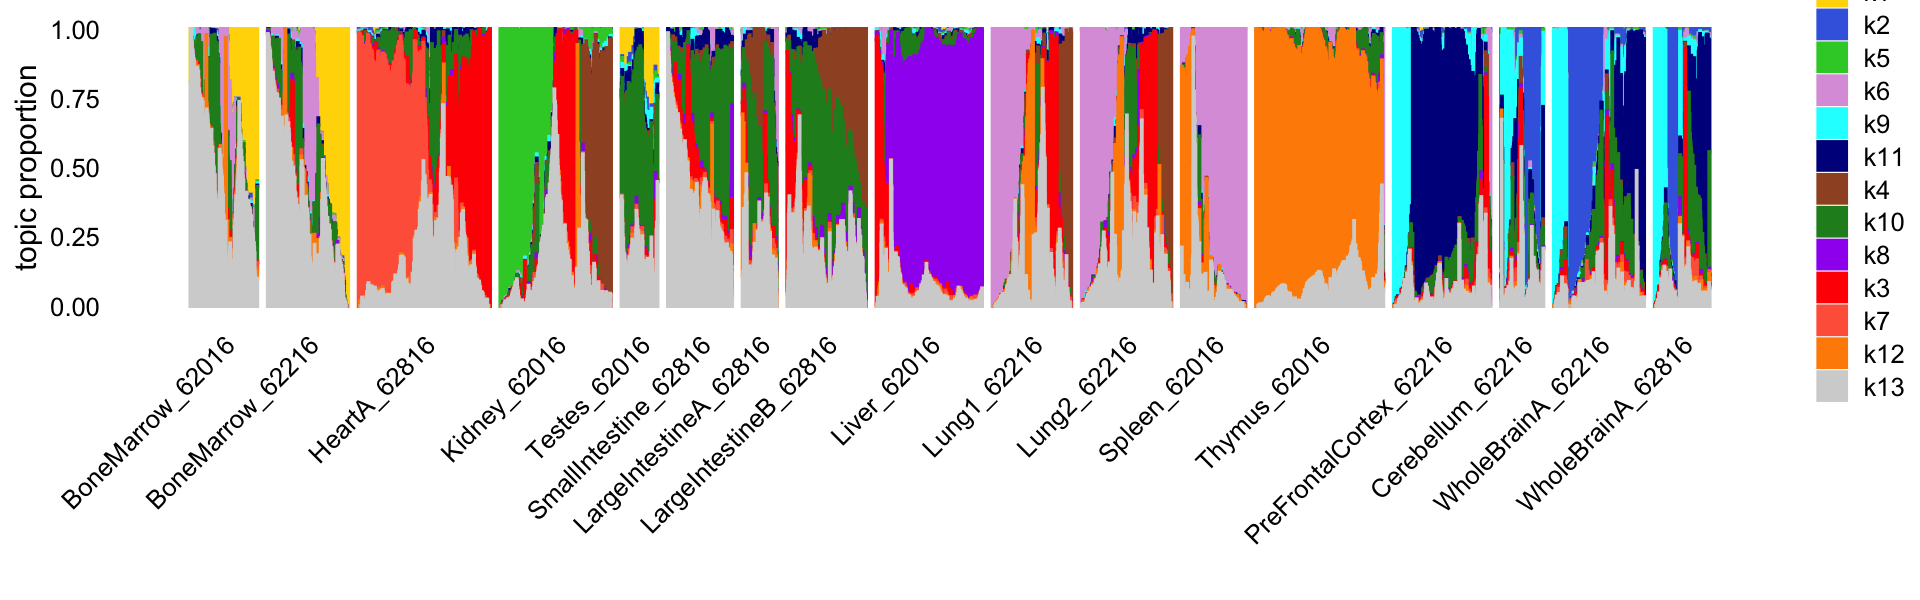 topic proportion
1.00
0.75
0.50
0.25
0.00
BoneMarrow_62016
BoneMarrow_62216
HeartA_62816
Kidney_62016
Testes_62016
SmallIntestine_62816
LargeIntestineA_62816
LargeIntestineB_62816
Liver_62016
Lung1_62216
Lung2_62216
Spleen_62016
Thymus_62016
PreFrontalCortex_62216
Cerebellum_62216
WholeBrainA_62216
WholeBrainA_62816
k2
k5
k6
k9
k11
k4
k10
k8
k3
k7
k12
k13